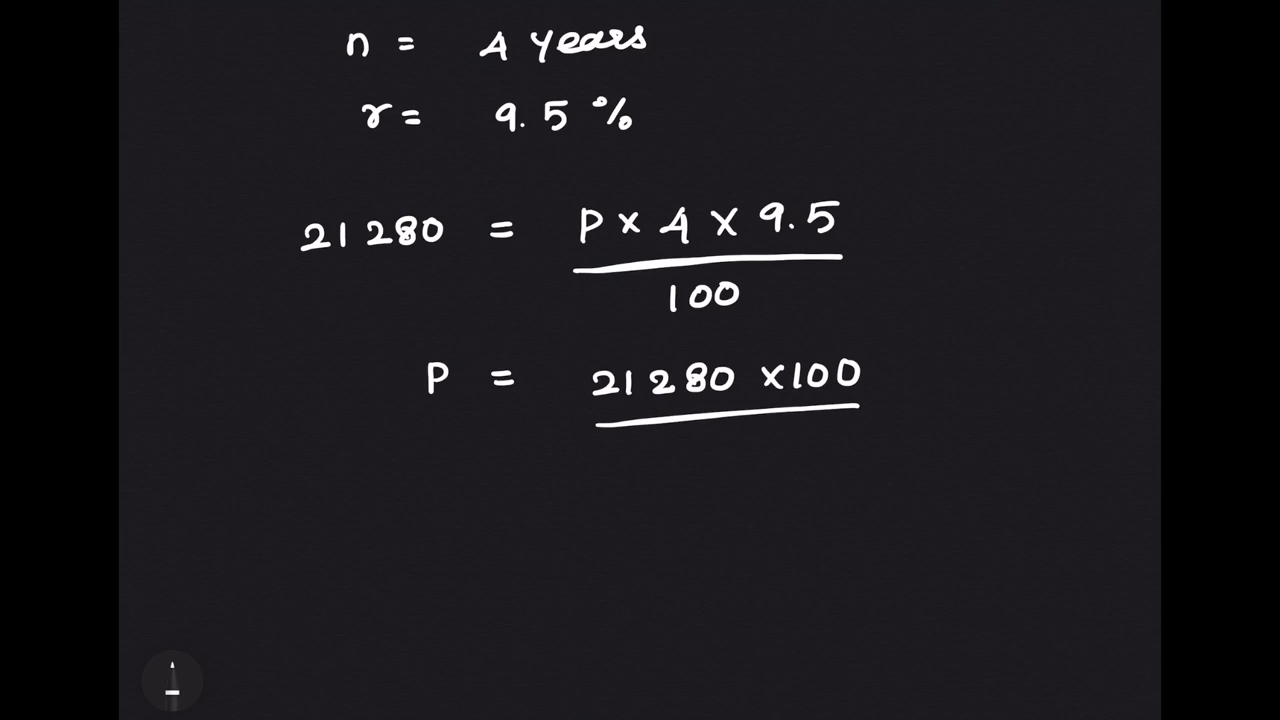 n = 4 years
r = 9.5 %
21280 = P × 4 × 9.5
100
P = 21280 × 100